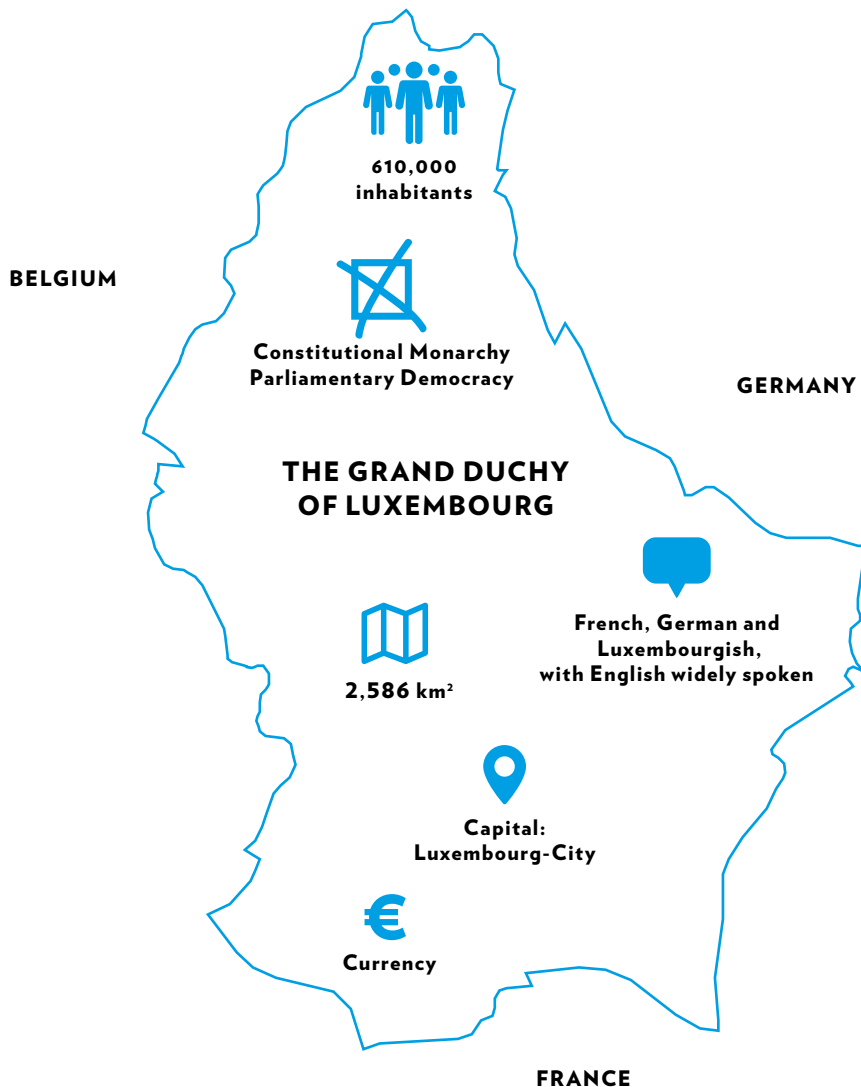 610,000
inhabitants
BELGIUM
Constitutional Monarchy
Parliamentary Democracy
GERMANY
THE GRAND DUCHY
OF LUXEMBOURG
French, German and
Luxembourgish,
with English widely spoken
2,586 km²
Capital:
Luxembourg-City
€
Currency
FRANCE